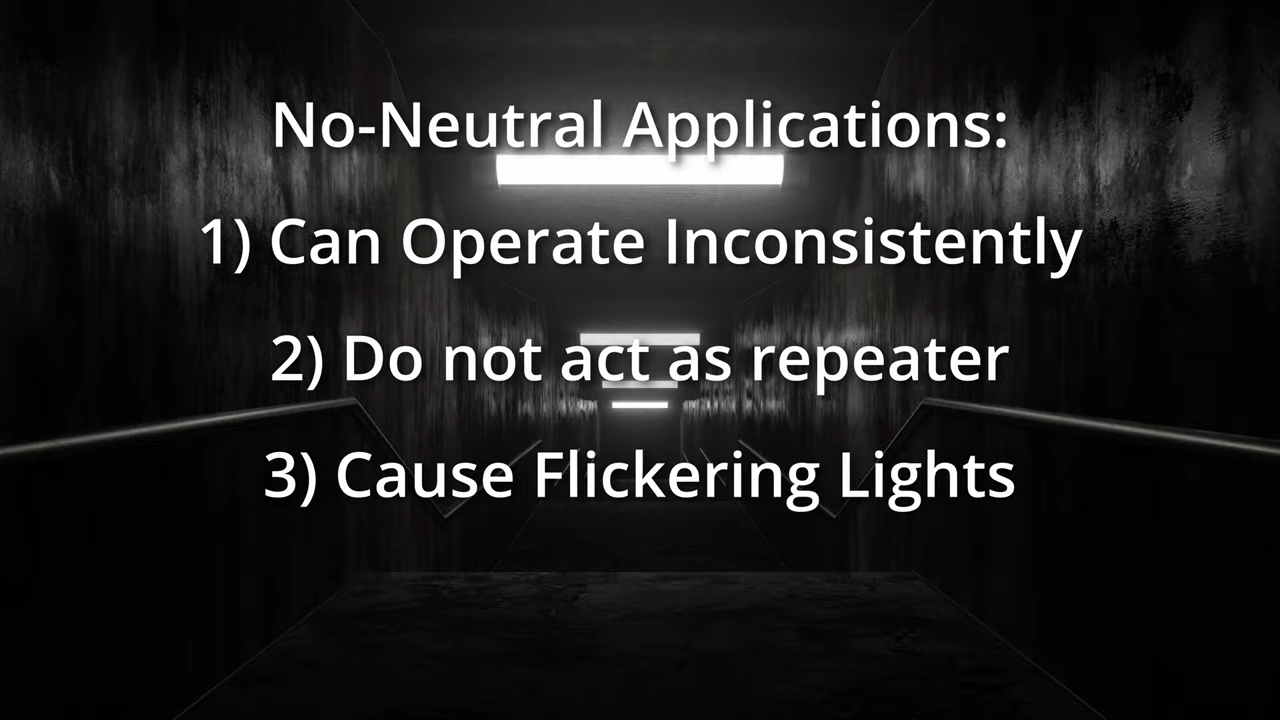 No-Neutral Applications:
1) Can Operate Inconsistently
2) Do not act as repeater
3) Cause Flickering Lights